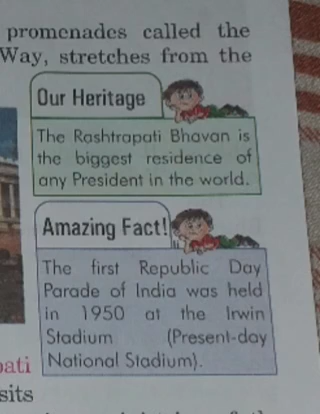 promenades called the
Way, stretches from the
Our Heritage
The Rashtrapati Bhavan is
the biggest residence of
any President in the world.
Amazing Fact!
The first Republic Day
Parade of India was held
in 1950 at the Irwin
Stadium (Present-day
National Stadium).
pati
sits